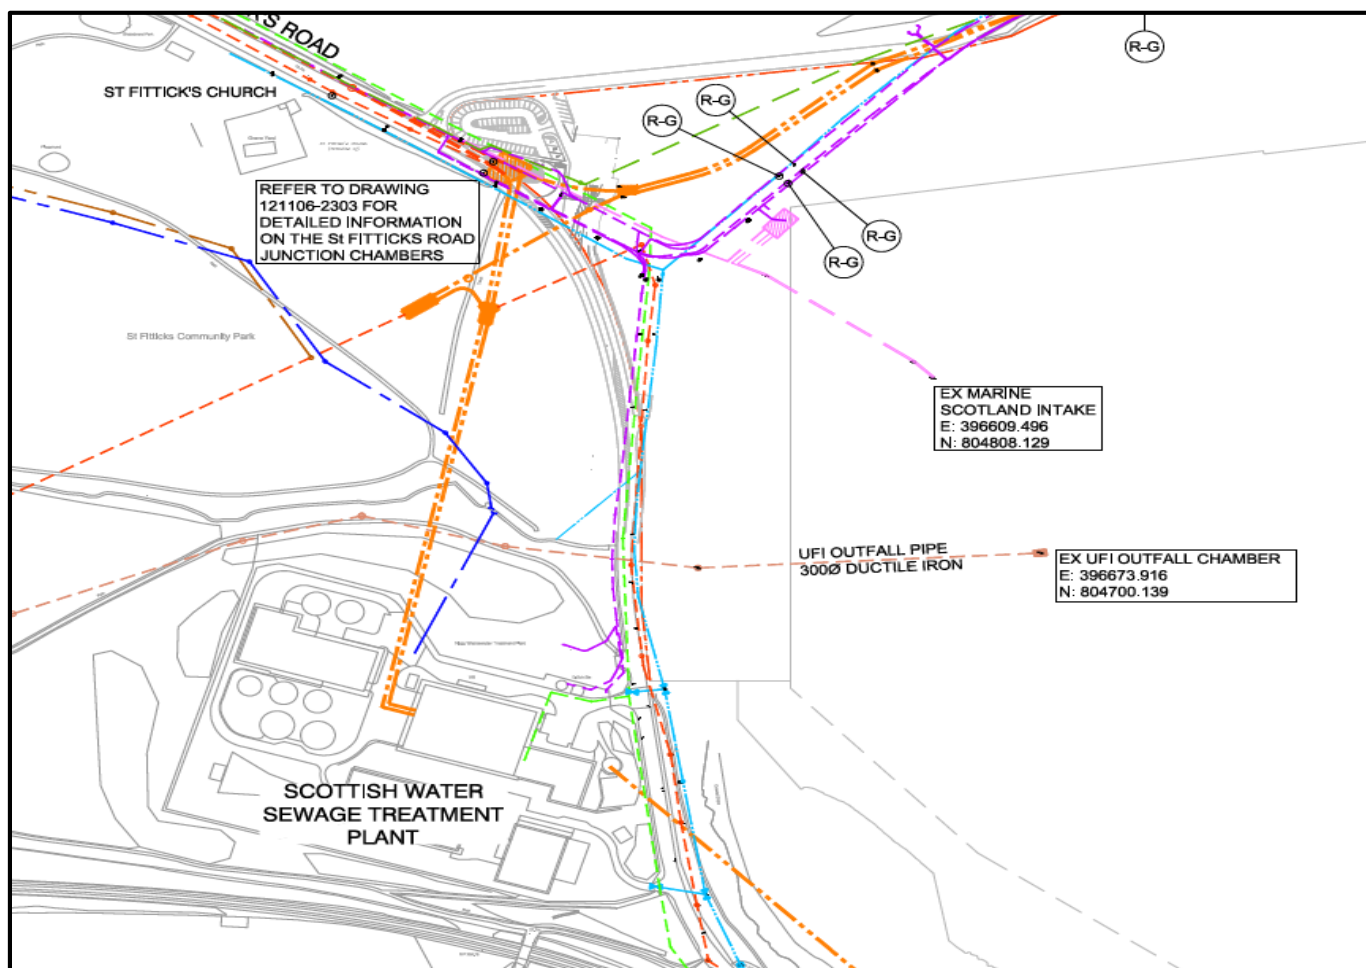 KS ROAD
R-G
ST FITTICK'S CHURCH
R-G
R-G
REFER TO DRAWING
121106-2303 FOR
DETAILED INFORMATION
ON THE St FITTICKS ROAD
JUNCTION CHAMBERS
R-G
R-G
St Fitticks Community Park
EX MARINE
SCOTLAND INTAKE
E: 396609.496
N: 804808.129
UFI OUTFALL PIPE
300Ø DUCTILE IRON
EX UFI OUTFALL CHAMBER
E: 396673.916
N: 804700.139
SCOTTISH WATER
SEWAGE TREATMENT
PLANT